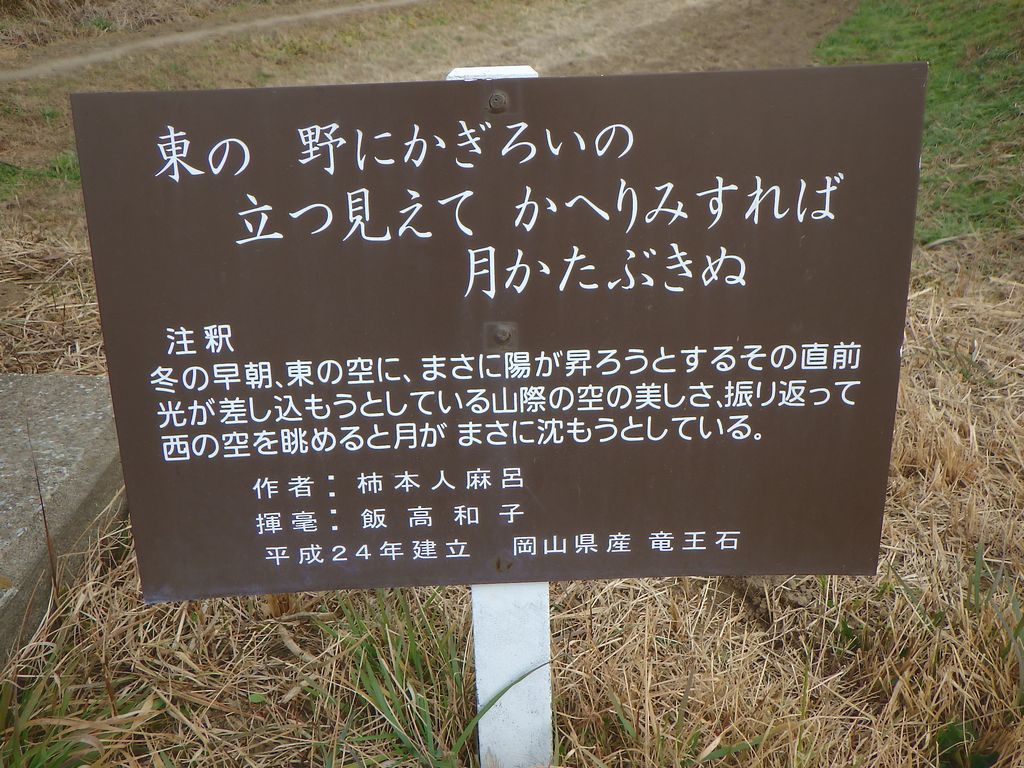 東の 野にかぎろいの
立つ見えて かへりみすれば
月かたぶきぬ
注釈
冬の早朝、東の空に、まさに陽が昇ろうとするその直前
光が差し込もうとしている山際の空の美しさ、振り返って
西の空を眺めると月が まさに沈もうとしている。
作者：柿本人麻呂
揮毫：飯高和子
平成24年建立 岡山県産 竜王石